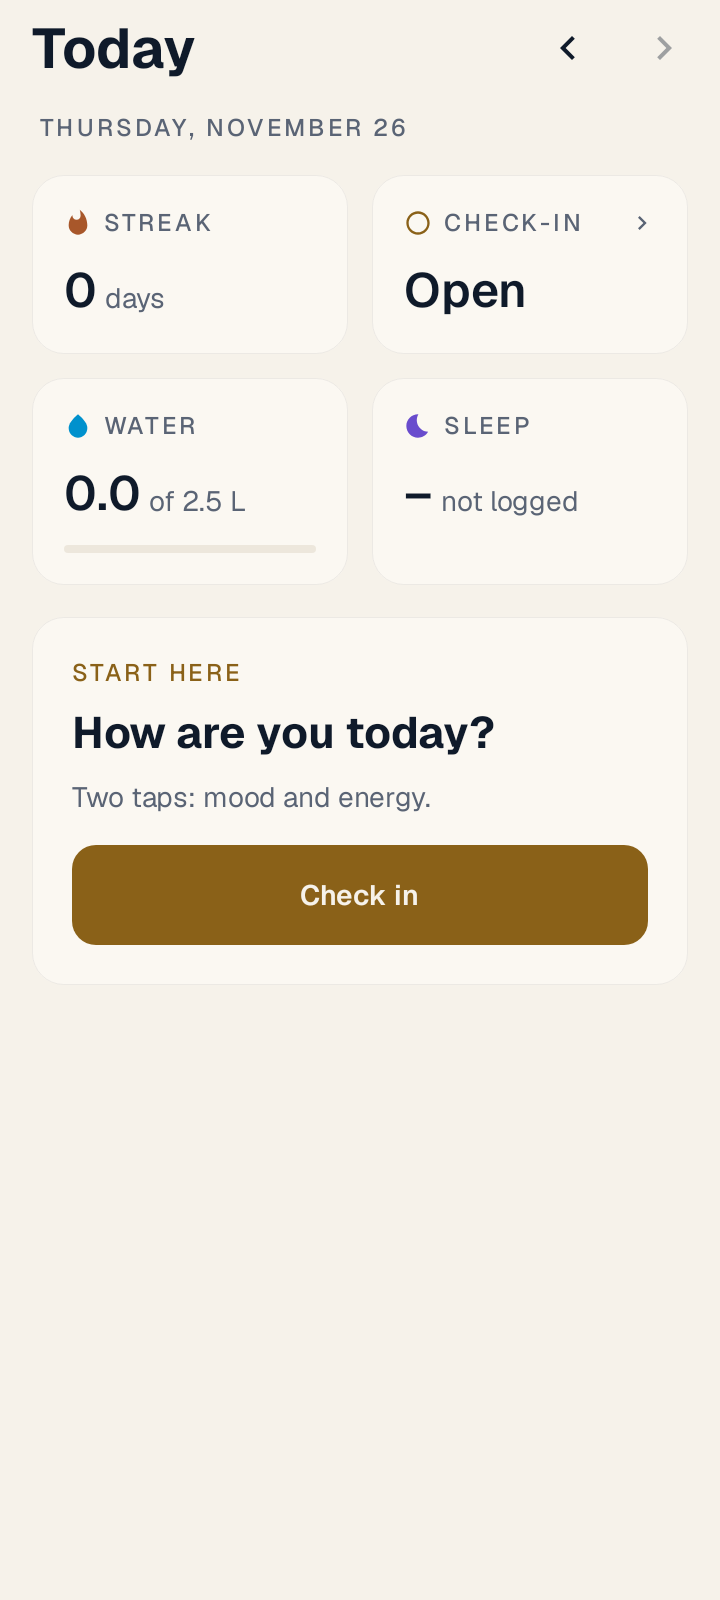 Today
THURSDAY, NOVEMBER 26
STREAK
0 days
CHECK-IN
Open
WATER
0.0 of 2.5 L
SLEEP
– not logged
START HERE
How are you today?
Two taps: mood and energy.
Check in